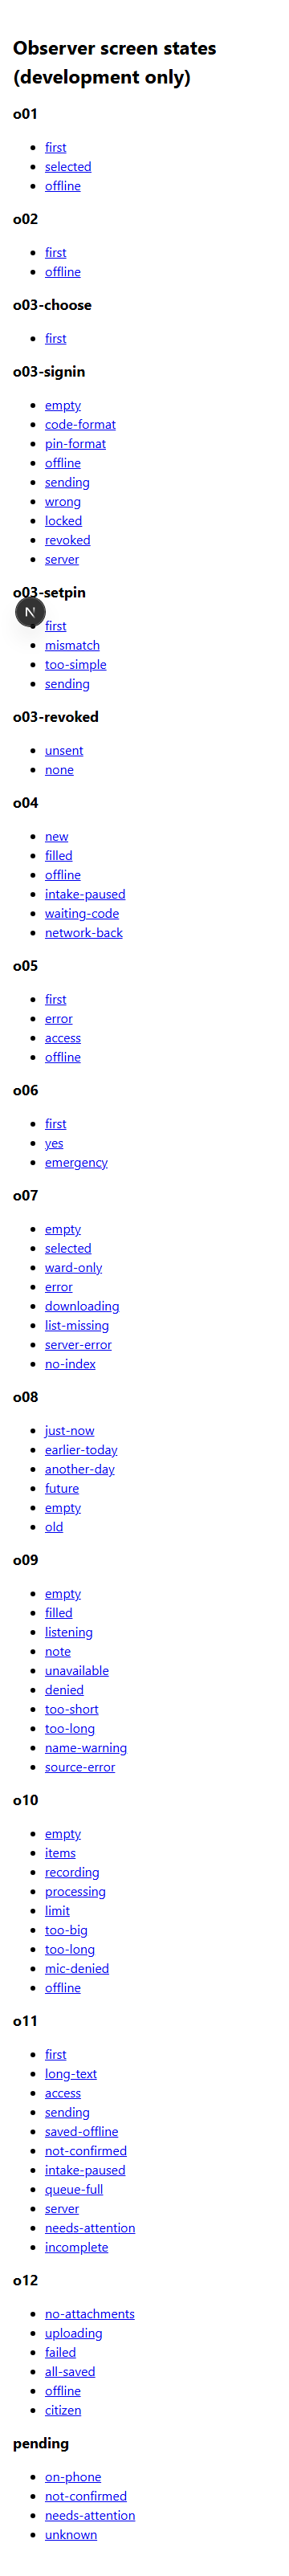 Observer screen states
(development only)
o01
first
selected
offline
o02
first
offline
o03-choose
first
o03-signin
empty
code-format
pin-format
offline
sending
wrong
locked
revoked
server
o03-setpin
N
first
mismatch
too-simple
sending
o03-revoked
unsent
none
o04
new
filled
offline
intake-paused
waiting-code
network-back
o05
first
error
access
offline
o06
first
yes
emergency
o07
empty
selected
ward-only
error
downloading
list-missing
server-error
no-index
o08
just-now
earlier-today
another-day
future
empty
old
o09
empty
filled
listening
note
unavailable
denied
too-short
too-long
name-warning
source-error
o10
empty
items
recording
processing
limit
too-big
too-long
mic-denied
offline
o11
first
long-text
access
sending
saved-offline
not-confirmed
intake-paused
queue-full
server
needs-attention
incomplete
o12
no-attachments
uploading
failed
all-saved
offline
citizen
pending
on-phone
not-confirmed
needs-attention
unknown